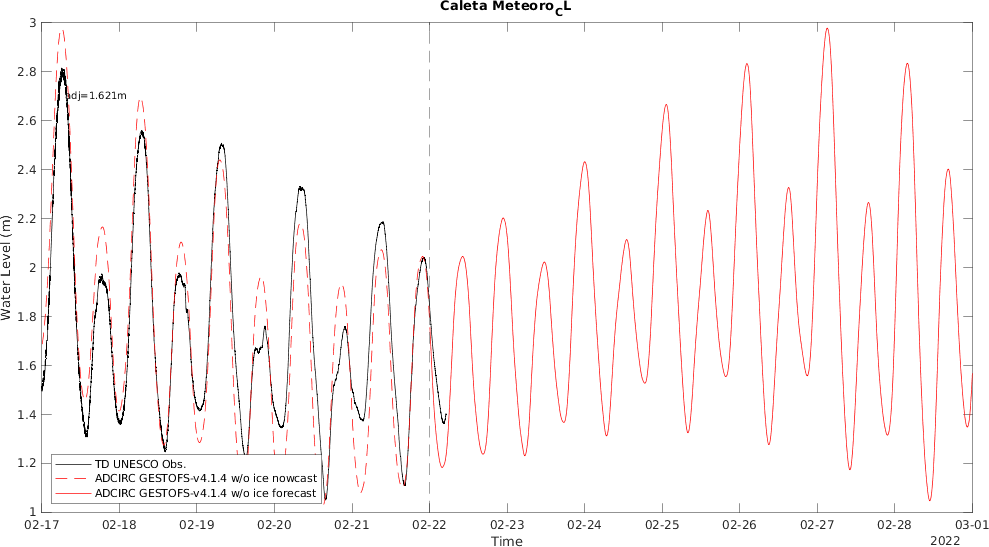 Caleta Meteoro_CL
3
2.8
adj=1.621m
2.6
2.4
2.2
2
1.8
1.6
1.4
1.2
1
Water Level (m)
TD UNESCO Obs.
ADCIRC GESTOFS-v4.1.4 w/o ice nowcast
ADCIRC GESTOFS-v4.1.4 w/o ice forecast
02-17 02-18 02-19 02-20 02-21 02-22 02-23 02-24 02-25 02-26 02-27 02-28 03-01
Time
2022